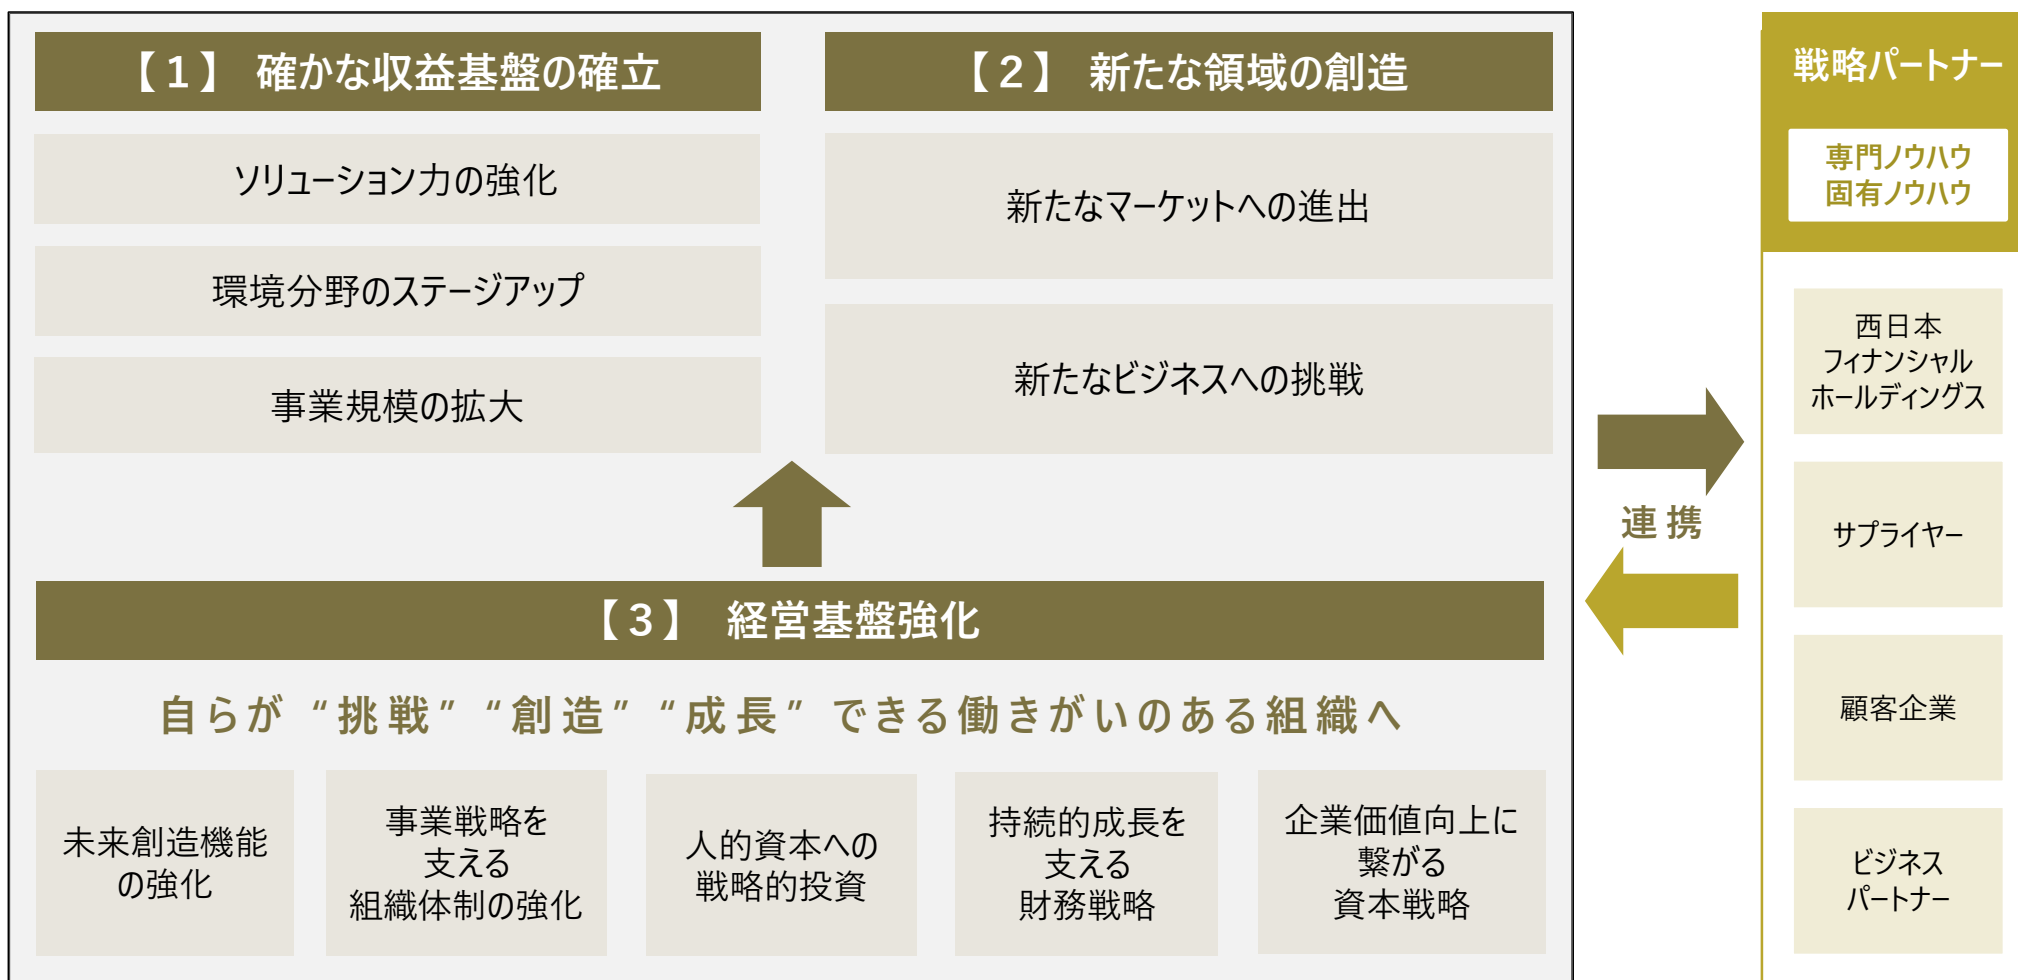 【1】 確かな収益基盤の確立
ソリューション力の強化
環境分野のステージアップ
事業規模の拡大
【2】 新たな領域の創造
新たなマーケットへの進出
新たなビジネスへの挑戦
【3】 経営基盤強化
自らが “挑戦” “創造” “成長” できる働きがいのある組織へ
未来創造機能
の強化
事業戦略を
支える
組織体制の強化
人的資本への
戦略的投資
持続的成長を
支える
財務戦略
企業価値向上に
繋がる
資本戦略
連携
戦略パートナー
専門ノウハウ
固有ノウハウ
西日本
フィナンシャル
ホールディングス
サプライヤー
顧客企業
ビジネス
パートナー